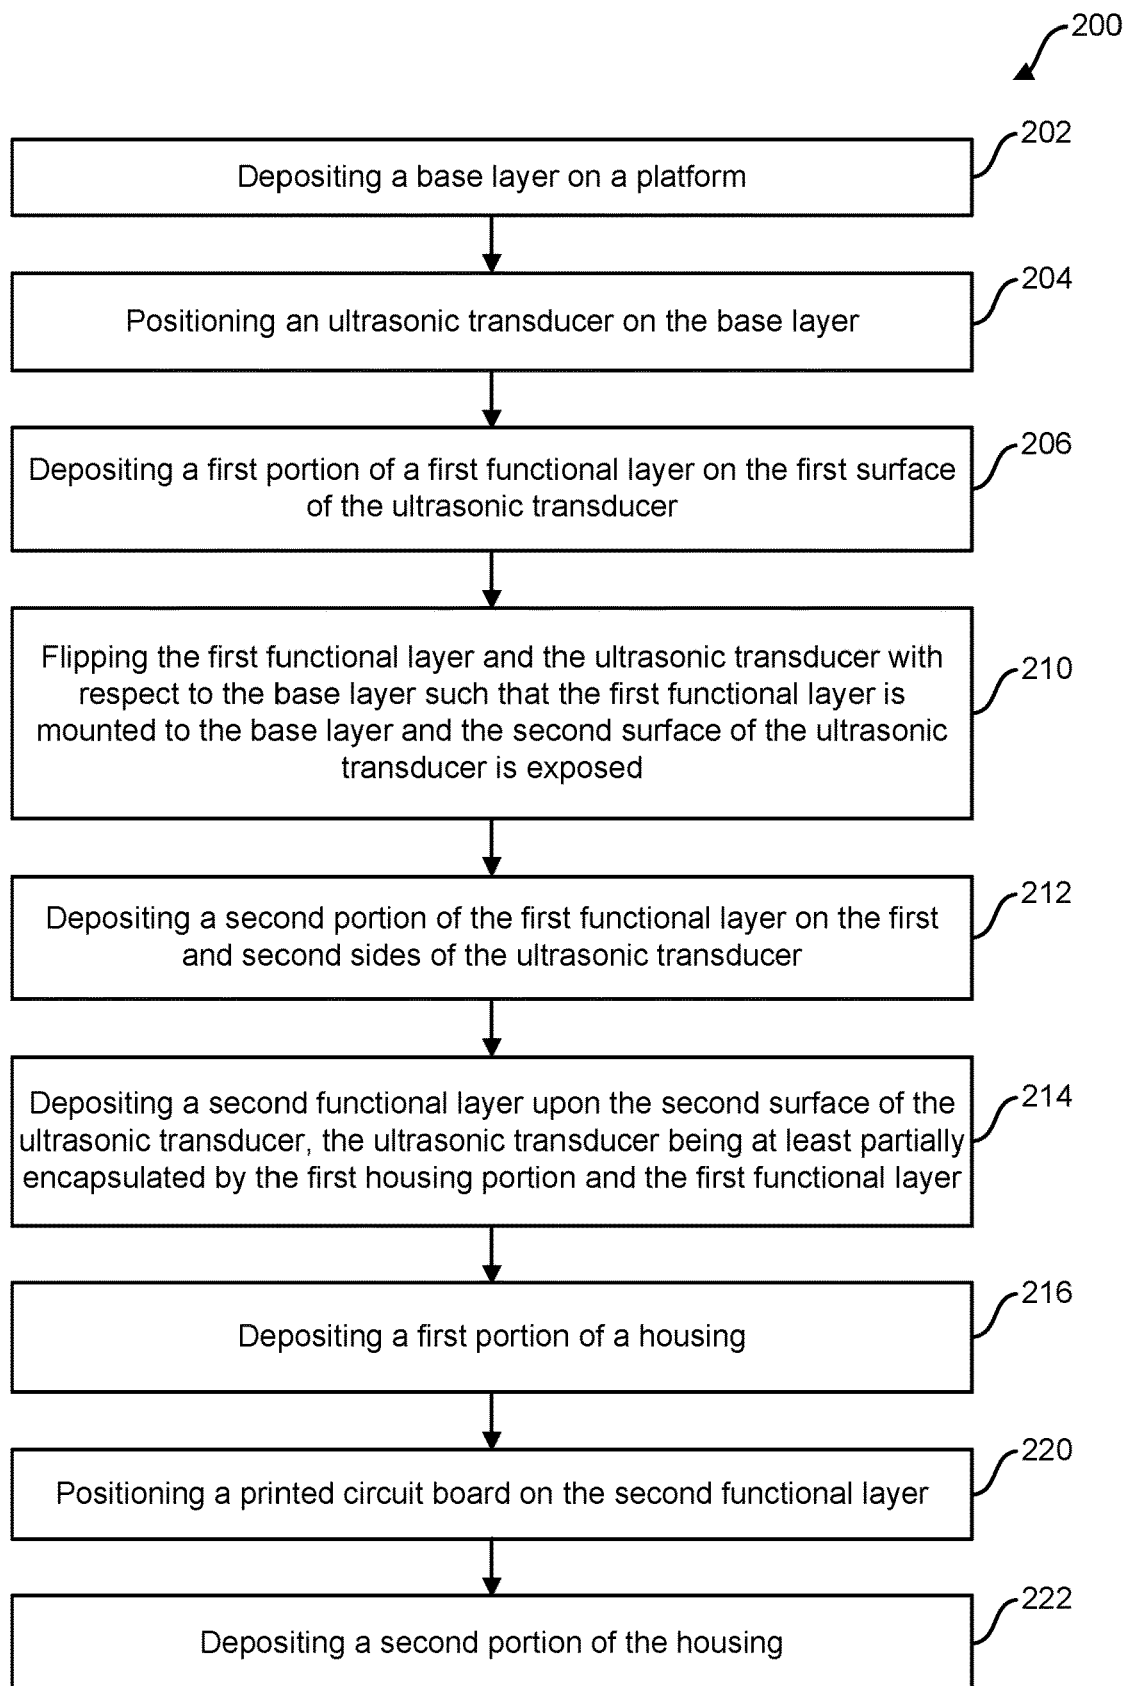 200
202
Depositing a base layer on a platform
204
Positioning an ultrasonic transducer on the base layer
206
Depositing a first portion of a first functional layer on the first surface
of the ultrasonic transducer
210
Flipping the first functional layer and the ultrasonic transducer with
respect to the base layer such that the first functional layer is
mounted to the base layer and the second surface of the ultrasonic
transducer is exposed
212
Depositing a second portion of the first functional layer on the first
and second sides of the ultrasonic transducer
214
Depositing a second functional layer upon the second surface of the
ultrasonic transducer, the ultrasonic transducer being at least partially
encapsulated by the first housing portion and the first functional layer
216
Depositing a first portion of a housing
220
Positioning a printed circuit board on the second functional layer
222
Depositing a second portion of the housing